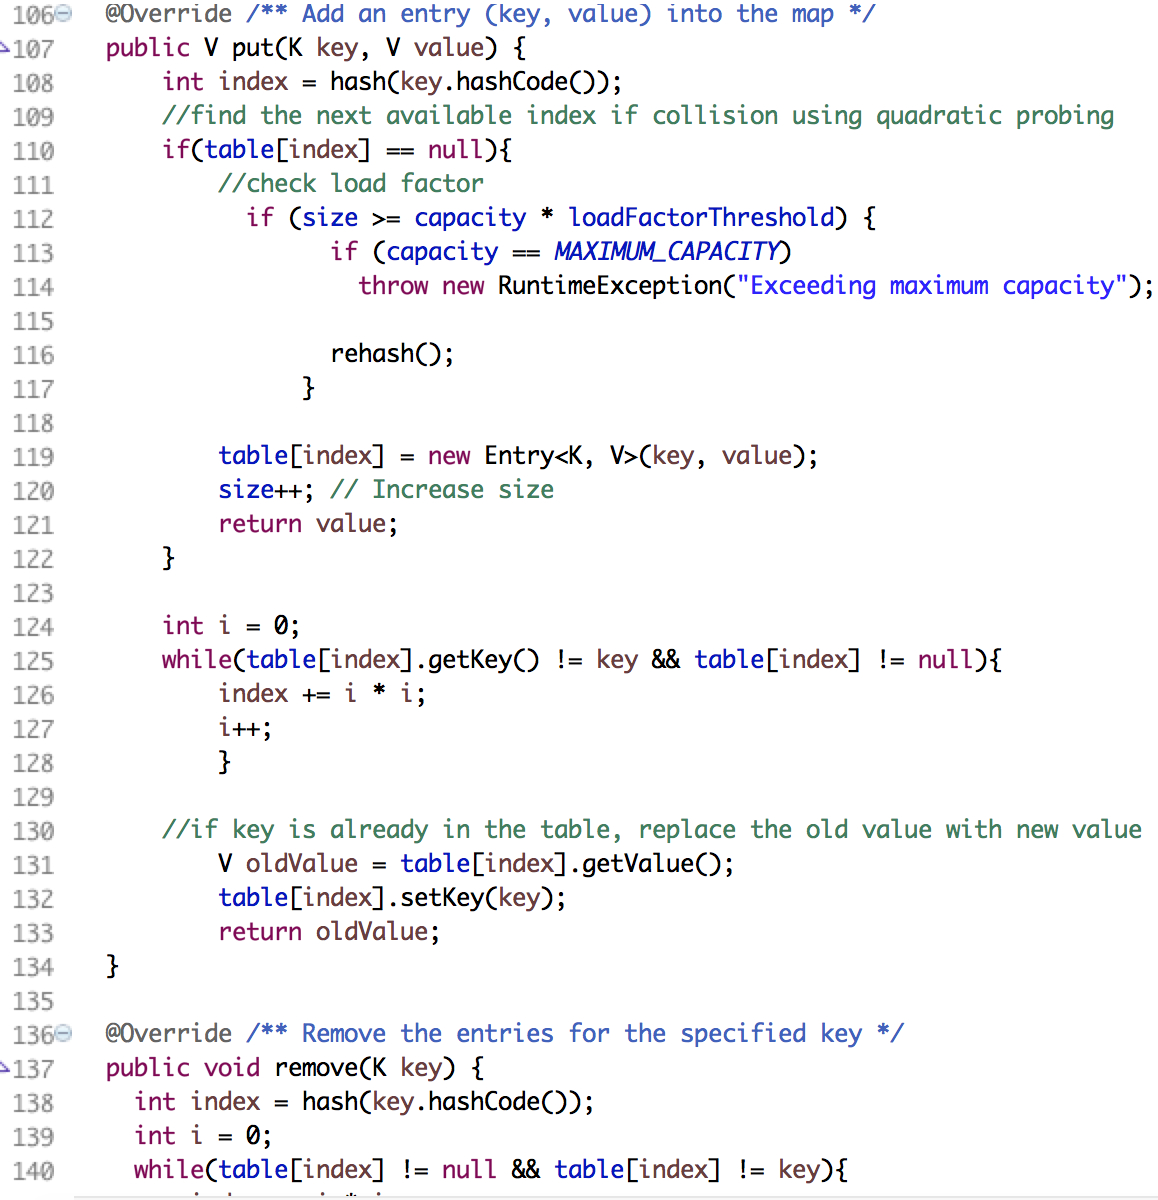 106 @Override /** Add an entry (key, value) into the map */
107 public V put(K key, V value) {
108 int index = hash(key.hashCode());
109 //find the next available index if collision using quadratic probing
110 if(table[index] == null){
111 //check load factor
112 if (size >= capacity * loadFactorThreshold) {
113 if (capacity == MAXIMUM_CAPACITY)
114 throw new RuntimeException("Exceeding maximum capacity");
115
116 rehash();
117 }
118
119 table[index] = new Entry<K, V>(key, value);
120 size++; // Increase size
121 return value;
122 }
123
124 int i = 0;
125 while(table[index].getKey() != key && table[index] != null){
126 index += i * i;
127 i++;
128 }
129
130 //if key is already in the table, replace the old value with new value
131 V oldValue = table[index].getValue();
132 table[index].setKey(key);
133 return oldValue;
134 }
135
136 @Override /** Remove the entries for the specified key */
137 public void remove(K key) {
138 int index = hash(key.hashCode());
139 int i = 0;
140 while(table[index] != null && table[index] != key){